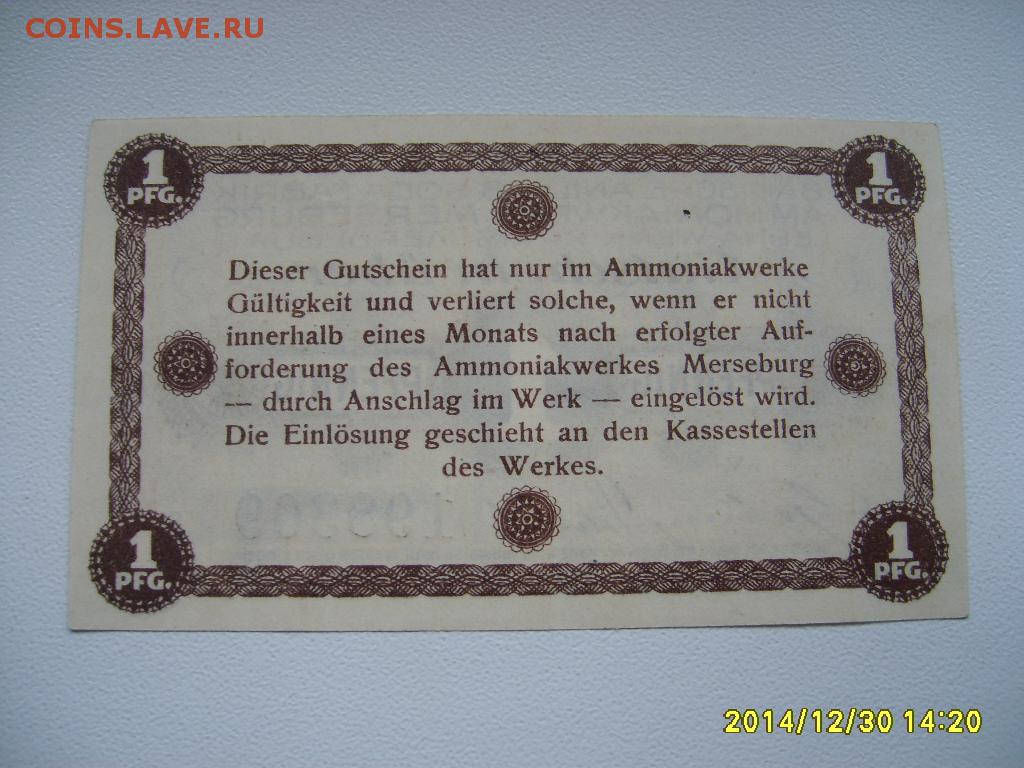 COINS.LAVE.RU
1 PFG.
1 PFG.
Dieser Gutschein hat nur im Ammoniakwerke
Gültigkeit und verliert solche, wenn er nicht
innerhalb eines Monats nach erfolgter Auf-
forderung des Ammoniakwerkes Merseburg
— durch Anschlag im Werk — eingelöst wird.
Die Einlösung geschieht an den Kassestellen
des Werkes.
1 PFG.
1 PFG.
2014/12/30 14:20